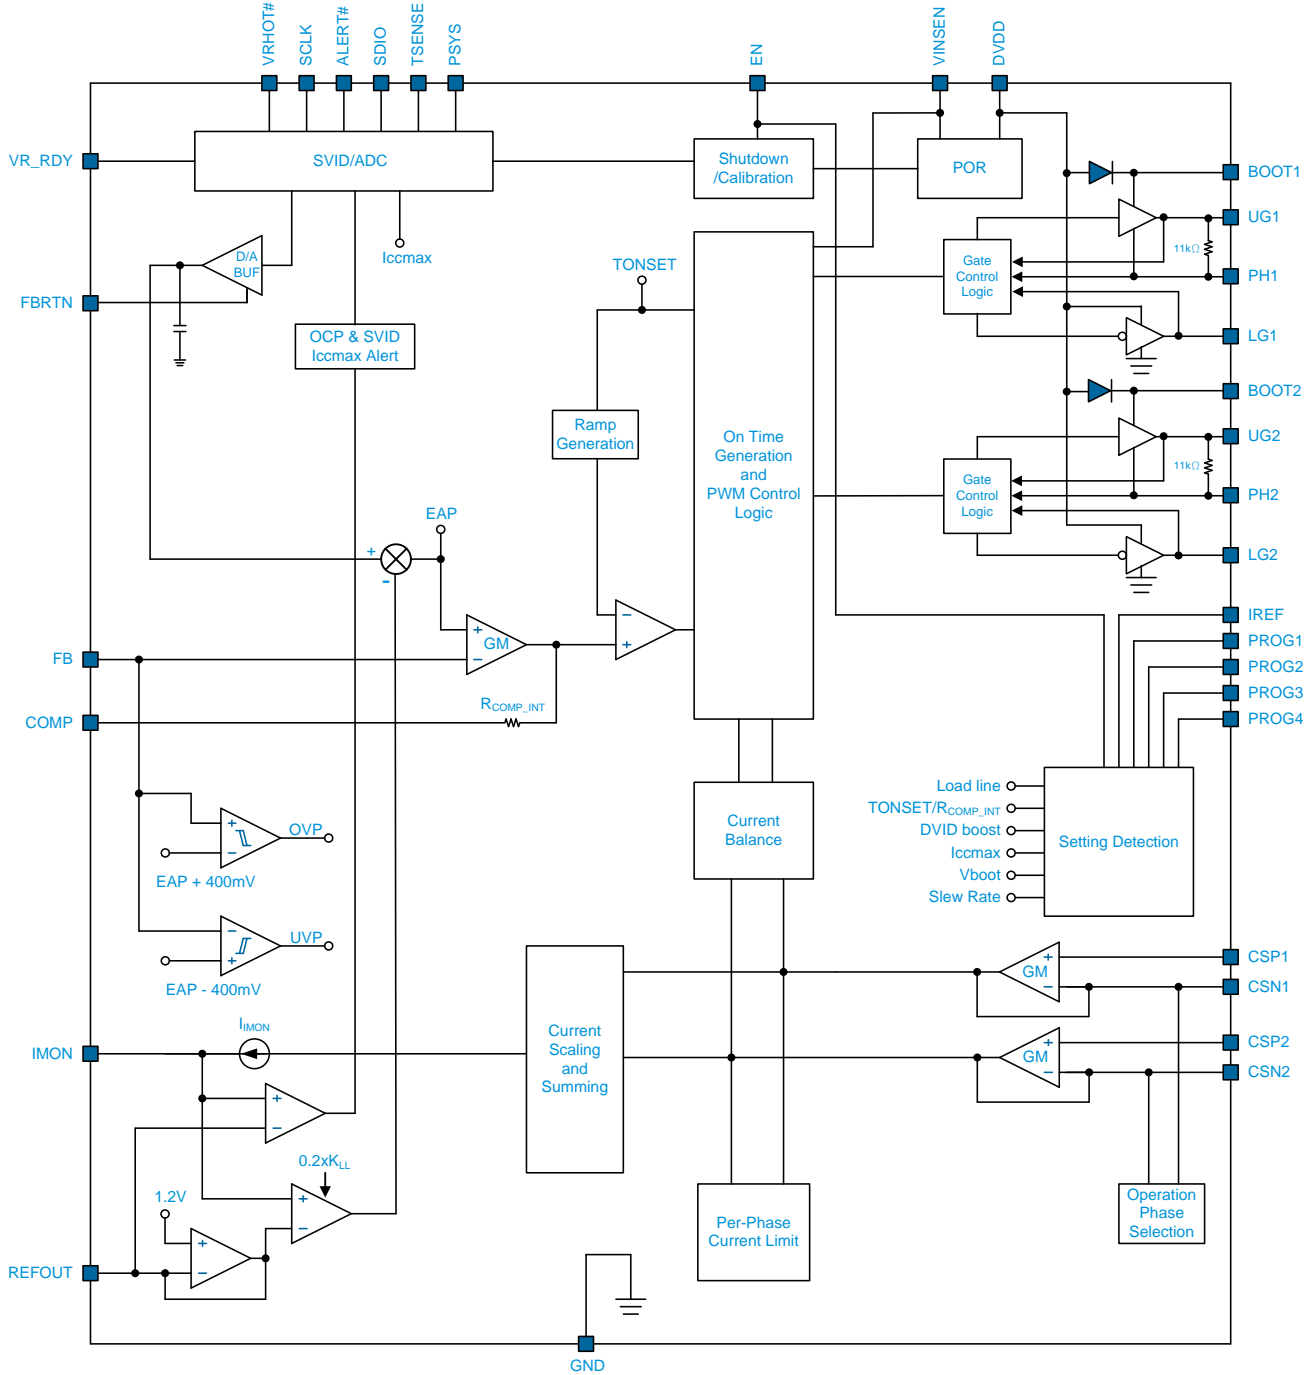 VRHOT#
SCLK
ALERT#
SDIO
TSENSE
PSYS
EN
VINSEN
DVDD
VR_RDY
SVID/ADC
Shutdown
/Calibration
POR
BOOT1
UG1
11kΩ
PH1
LG1
Gate
Control
Logic
D/A
BUF
Iccmax
FBRTN
TONSET
OCP & SVID
Iccmax Alert
Ramp
Generation
On Time
Generation
and
PWM Control
Logic
BOOT2
UG2
11kΩ
PH2
LG2
Gate
Control
Logic
EAP
+
-
+
GM
−
−
+
FB
COMP
RCOMP_INT
IREF
PROG1
PROG2
PROG3
PROG4
Load line
TONSET/RCOMP_INT
DVID boost
Iccmax
Vboot
Slew Rate
Setting Detection
Current
Balance
+
−
OVP
EAP + 400mV
−
+
UVP
EAP - 400mV
Current
Scaling
and
Summing
+
GM
−
CSP1
CSN1
+
GM
−
CSP2
CSN2
IIMON
IMON
+
−
0.2xKLL
+
−
1.2V
+
−
REFOUT
Per-Phase
Current Limit
Operation
Phase
Selection
GND